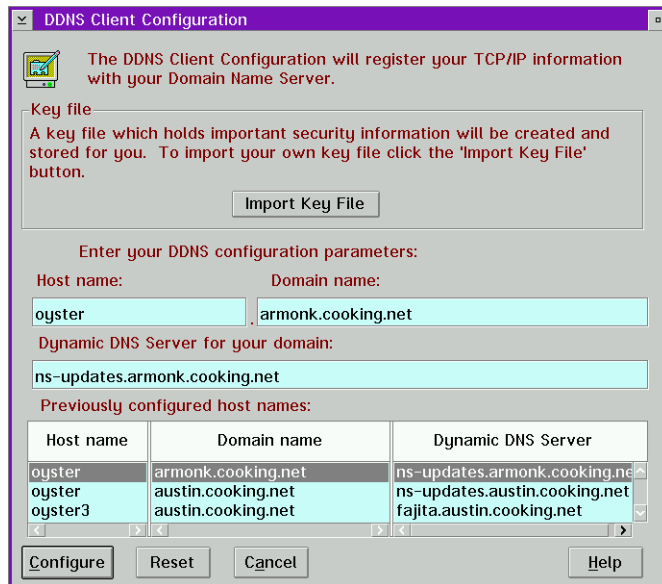 DDNS Client Configuration
The DDNS Client Configuration will register your TCP/IP information
with your Domain Name Server.
Key file
A key file which holds important security information will be created and
stored for you. To import your own key file click the 'Import Key File'
button.
Import Key File
Enter your DDNS configuration parameters:
Host name: Domain name:
oyster . armonk.cooking.net
Dynamic DNS Server for your domain:
ns-updates.armonk.cooking.net
Previously configured host names:
Host name Domain name Dynamic DNS Server
oyster armonk.cooking.net ns-updates.armonk.cooking.ne
oyster austin.cooking.net ns-updates.austin.cooking.net
oyster3 austin.cooking.net fajita.austin.cooking.net
Configure Reset Cancel Help